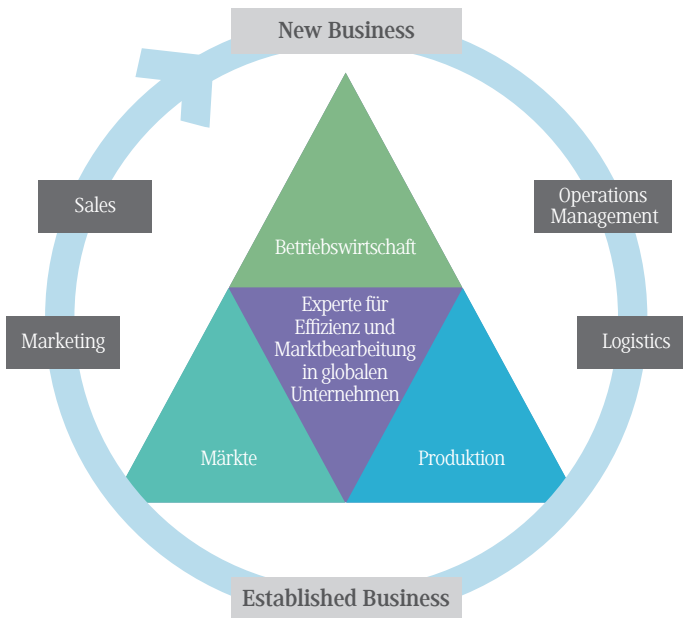 New Business
Sales
Operations
Management
Betriebswirtschaft
Experte für
Effizienz und
Marktbearbeitung
in globalen
Unternehmen
Marketing
Logistics
Märkte
Produktion
Established Business